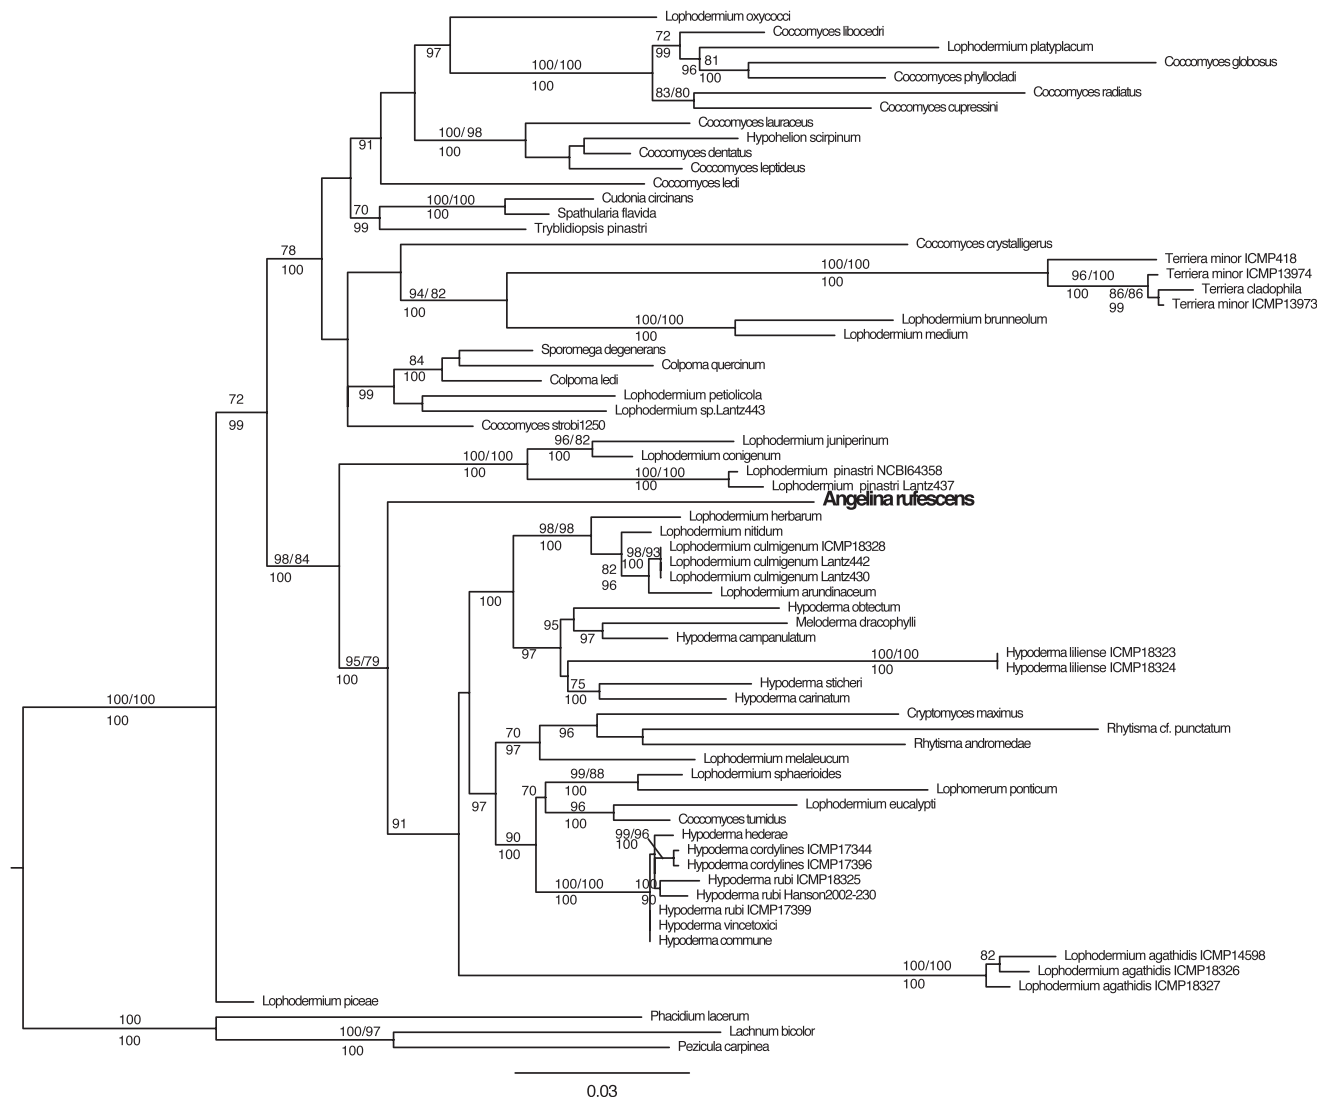 Lophodermium oxycocci
72
Coccomyces libocedri
97
99
Lophodermium platyplacum
100/100
96
81
Coccomyces globosus
100
100
Coccomyces phyllocladi
83/80
Coccomyces radiatus
Coccomyces cupressini
Coccomyces lauraceus
100/98
Hypohelion scirpinum
91
100
Coccomyces dentatus
Coccomyces leptideus
Coccomyces ledi
100/100
Cudonia circinans
70
100
Spathularia flavida
99
Tryblidiopsis pinastri
78
Coccomyces crystalligerus
100
100/100
Terriera minor ICMP418
100
96/100
Terriera minor ICMP13974
94/82
100
86/86
Terriera cladophila
100
99
Terriera minor ICMP13973
100/100
Lophodermium brunneolum
100
Lophodermium medium
Sporomega degenerans
84
Colpoma quercinum
100
Colpoma ledi
99
Lophodermium petiolicola
72
Lophodermium sp.Lantz443
99
Coccomyces strobi1250
96/82
Lophodermium juniperinum
100/100
100
Lophodermium conigenum
100
100/100
Lophodermium pinastri NCBI64358
100
Lophodermium pinastri Lantz437
Angelina rufescens
Lophodermium herbarum
98/98
Lophodermium nitidum
100
98/93
Lophodermium culmigenum ICMP18328
98/84
82
100
Lophodermium culmigenum Lantz442
100
96
Lophodermium culmigenum Lantz430
Lophodermium arundinaceum
100
Hypoderma obtectum
95
Meloderma dracophylli
97
97
Hypoderma campanulatum
95/79
100/100
Hypoderma liliense ICMP18323
100
100
Hypoderma liliense ICMP18324
75
Hypoderma sticheri
100/100
100
Hypoderma carinatum
100
Cryptomyces maximus
70
96
Rhytisma cf. punctatum
97
Rhytisma andromedae
Lophodermium melaleucum
99/88
Lophodermium sphaerioides
70
100
Lophomerum ponticum
97
96
Lophodermium eucalypti
91
100
Coccomyces tumidus
90
99/96
Hypoderma hederae
100
100
Hypoderma cordylines ICMP17344
Hypoderma cordylines ICMP17396
100/100
100
Hypoderma rubi ICMP18325
100
90
Hypoderma rubi Hanson2002-230
Hypoderma rubi ICMP17399
Hypoderma vincetoxici
Hypoderma commune
82
Lophodermium agathidis ICMP14598
100/100
Lophodermium agathidis ICMP18326
100
Lophodermium agathidis ICMP18327
Lophodermium piceae
100
Phacidium lacerum
100
100/97
Lachnum bicolor
100
Pezicula carpinea
0.03